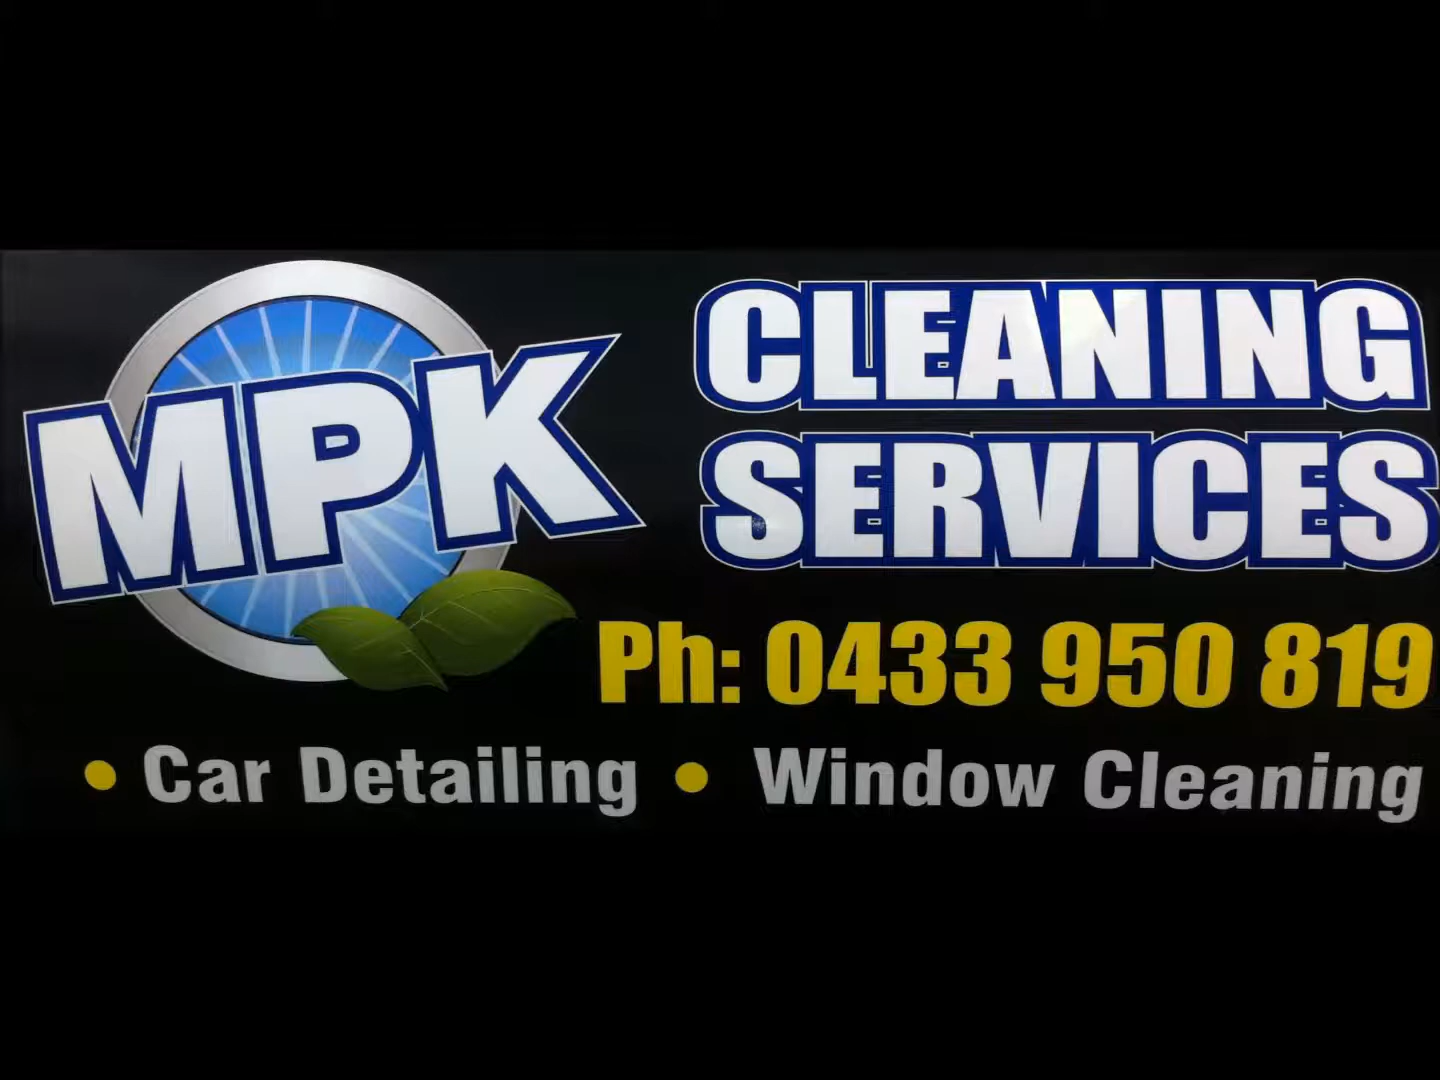 MPK
CLEANING
SERVICES
Ph: 0433 950 819
• Car Detailing • Window Cleaning